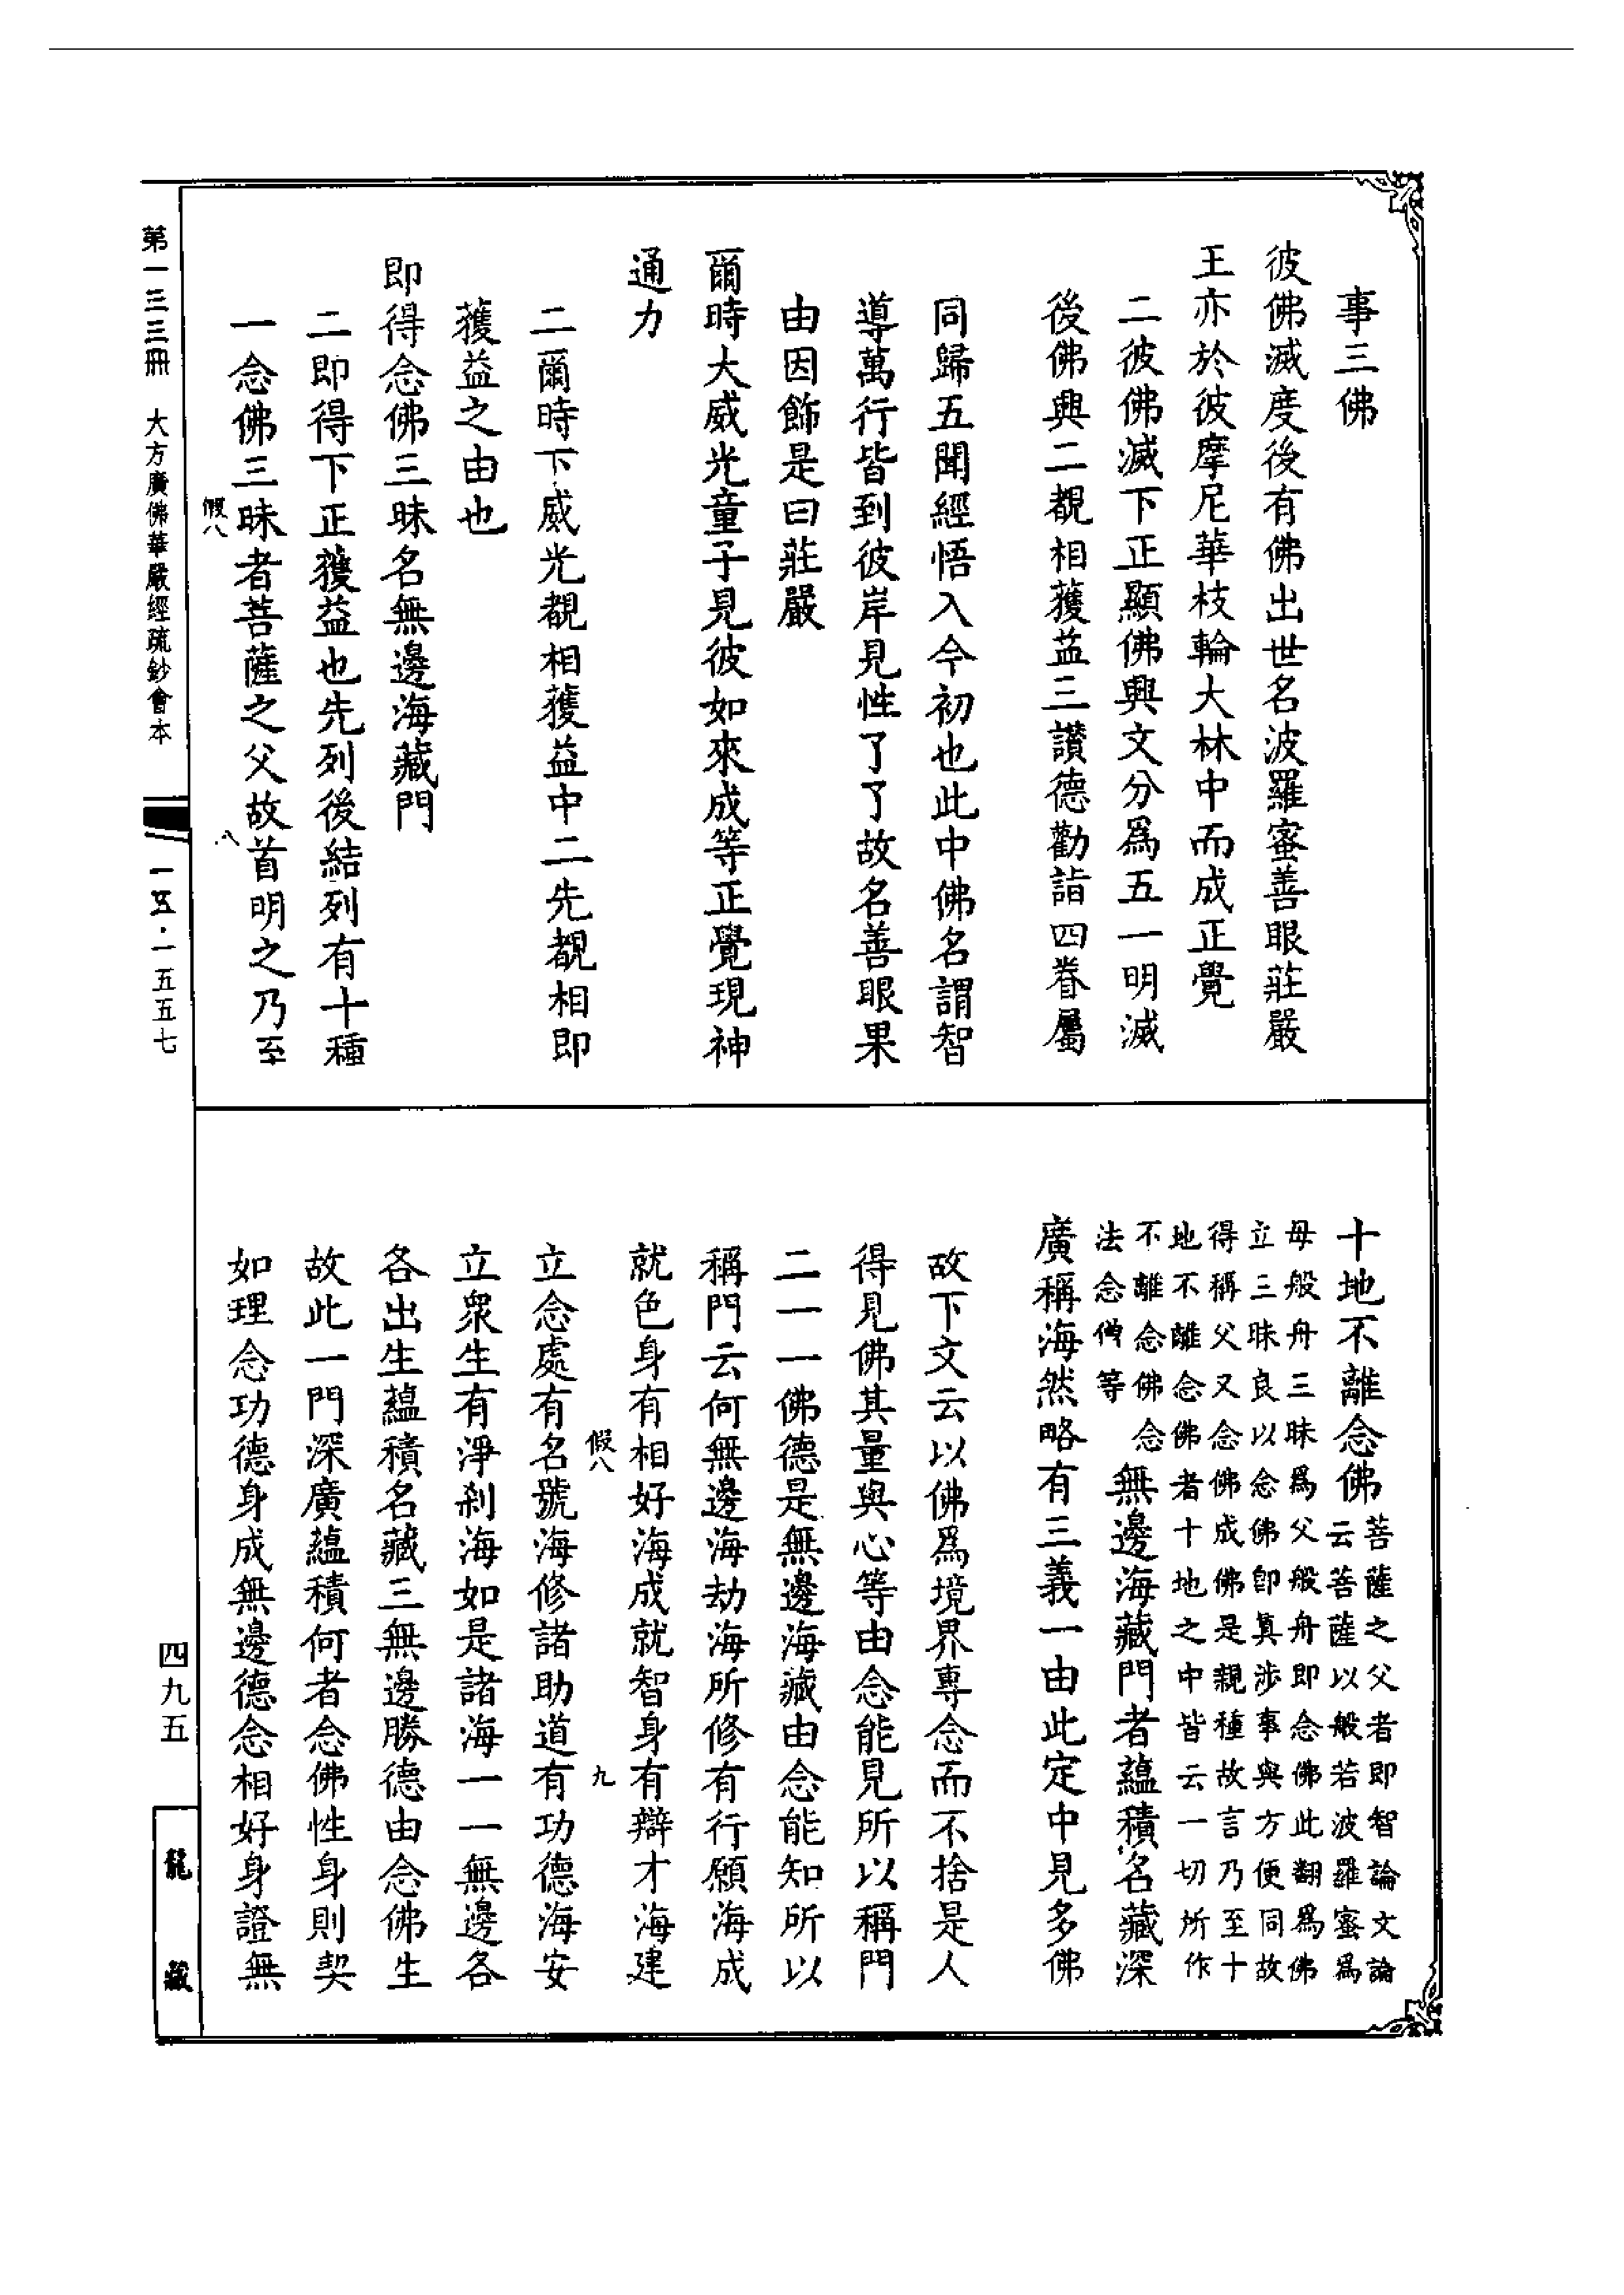 事三佛
彼佛滅度後有佛出世名波羅蜜善眼莊嚴
王亦於彼摩尼華枝輪大林中而成正覺
二彼佛滅下正顯佛興文分爲五一明滅
後佛興二覩相獲益三讚德勸詣四眷屬
同歸五聞經悟入今初也此中佛名謂智
導萬行皆到彼岸見性了了故名善眼果
由因飾是曰莊嚴
爾時大威光童子見彼如來成等正覺現神
通力
二爾時下威光覩相獲益中二先覩相即
獲益之由也
即得念佛三昧名無邊海藏門
二即得下正獲益也先列後結列有十種
一念佛三昧者菩薩之父故首明之乃至
假八
八
第一三三冊 大方廣佛華嚴經疏鈔會本
一五·一五五七
十地不離念佛
菩薩之父者即智論文論
云菩薩以般若波羅蜜爲
母般舟三昧爲父般舟即念佛此翻爲佛
立三昧良以念佛即真涉事與方便同故
得稱父又念佛成佛是親種故言乃至十
地不離念佛者十地之中皆云一切所作
不離念佛念
法念僧等
無邊海藏門者蘊積名藏深
廣稱海然略有三義一由此定中見多佛
故下文云以佛爲境界專念而不捨是人
得見佛其量與心等由念能見所以稱門
二一一佛德是無邊海藏由念能知所以
稱門云何無邊海劫海所修有行願海成
就色身有相好海成就智身有辯才海建
假八
九
立念處有名號海修諸助道有功德海安
立衆生有淨剎海如是諸海一一無邊各
各出生蘊積名藏三無邊勝德由念佛生
故此一門深廣蘊積何者念佛性身則契
如理念功德身成無邊德念相好身證無
四九五
龍藏